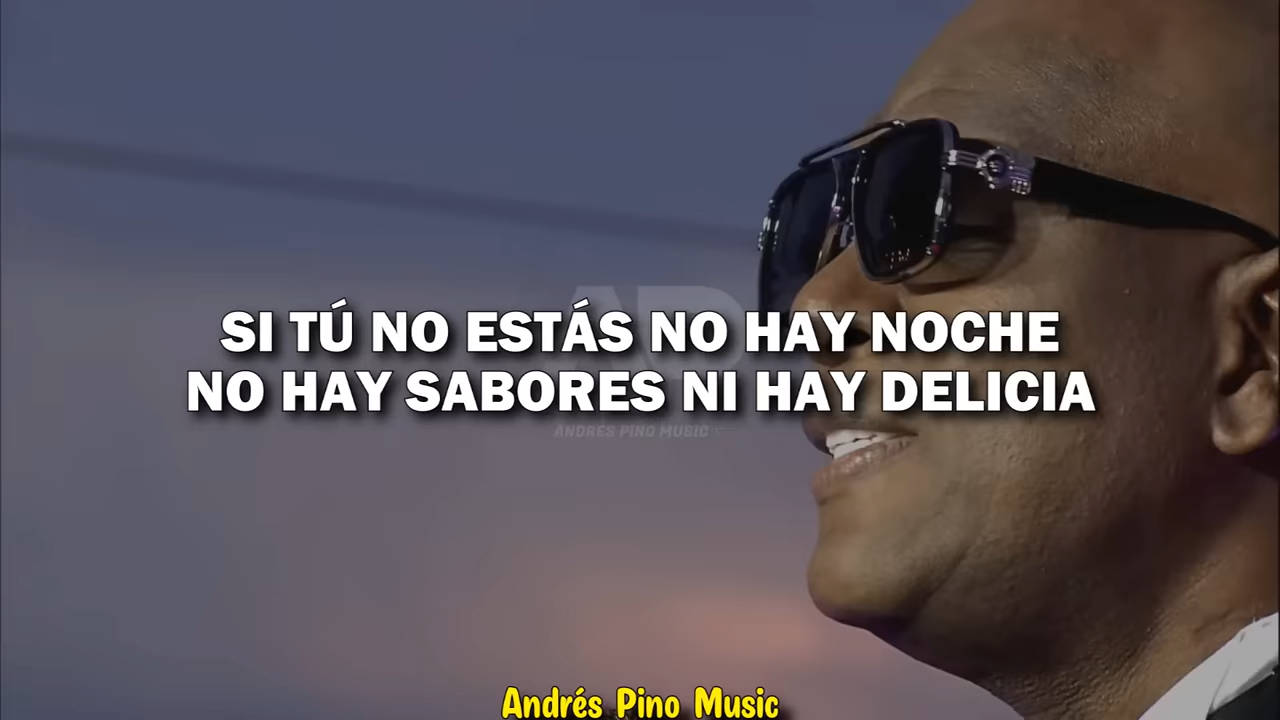 SI TÚ NO ESTÁS NO HAY NOCHE
NO HAY SABORES NI HAY DELICIA
ANDRÉS PINO MUSIC
Andrés Pino Music